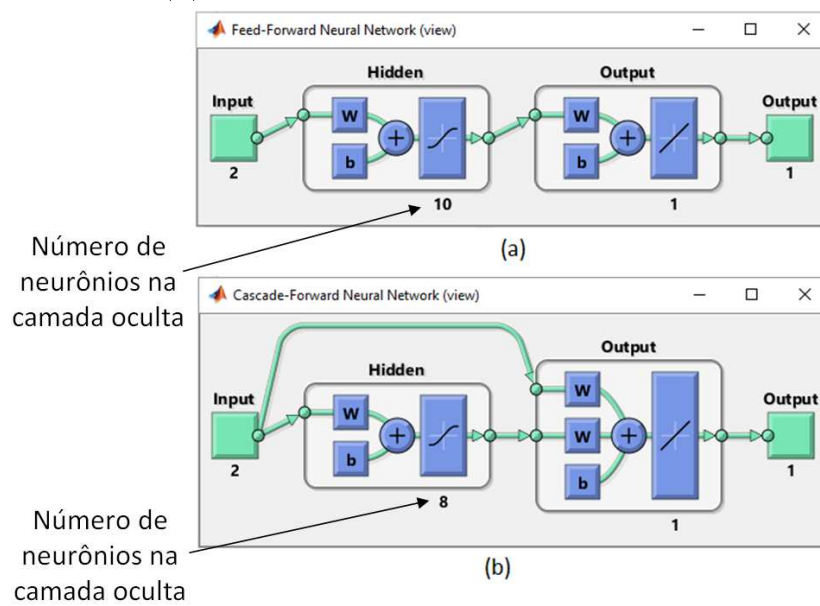 Feed-Forward Neural Network (view)
Hidden
Output
Input
Output
W
b
+
W
b
+
2
10
1
1
(a)
Número de
neurônios na
camada oculta
Cascade-Forward Neural Network (view)
Output
Hidden
Input
Output
W
W
b
+
W
b
+
2
8
1
1
(b)
Número de
neurônios na
camada oculta